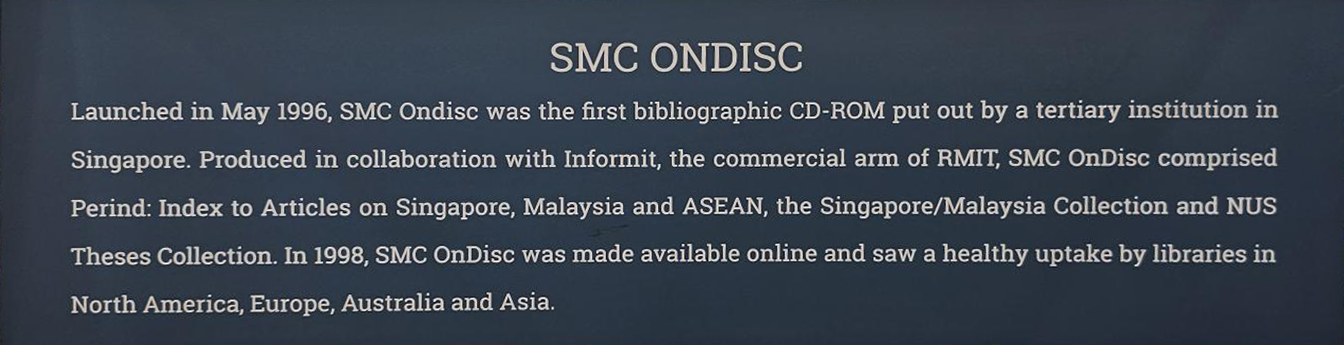 SMC ONDISC
Launched in May 1996, SMC Ondisc was the first bibliographic CD-ROM put out by a tertiary institution in
Singapore. Produced in collaboration with Informit, the commercial arm of RMIT, SMC OnDisc comprised
Perind: Index to Articles on Singapore, Malaysia and ASEAN, the Singapore/Malaysia Collection and NUS
Theses Collection. In 1998, SMC OnDisc was made available online and saw a healthy uptake by libraries in
North America, Europe, Australia and Asia.